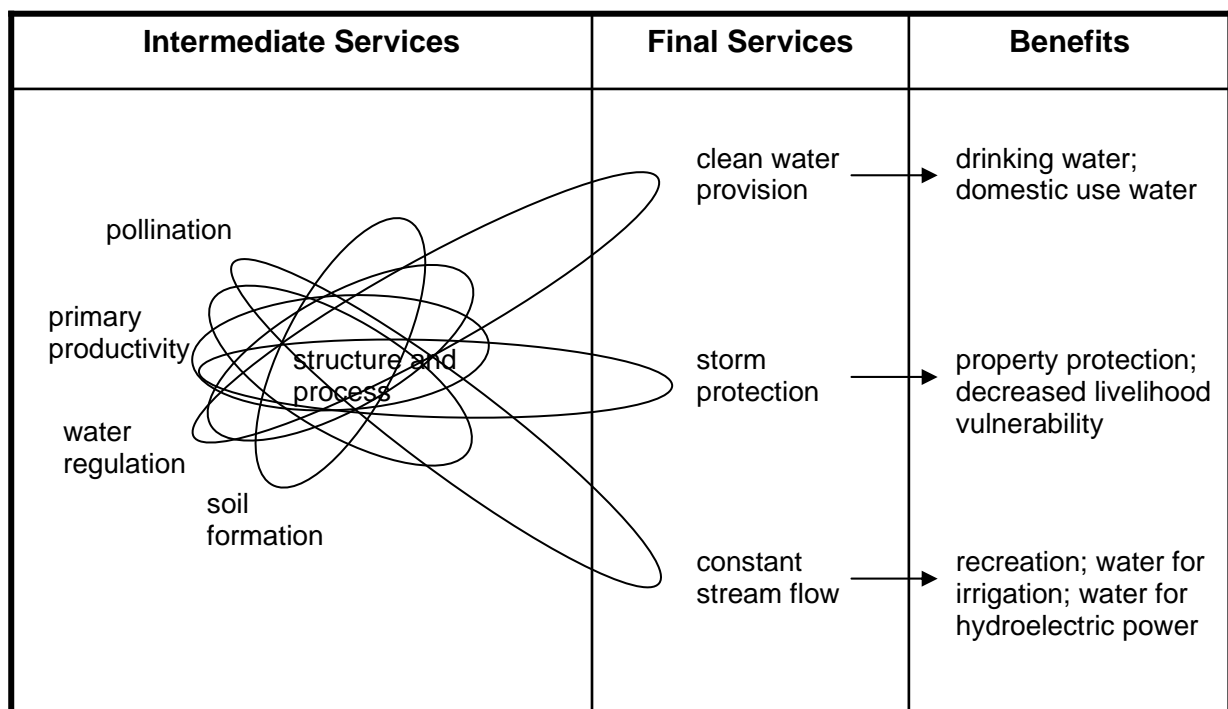 Intermediate Services
Final Services
Benefits
pollination
primary
productivity
water
regulation
soil
formation
structure and
process
clean water
provision
drinking water;
domestic use water
storm
protection
property protection;
decreased livelihood
vulnerability
constant
stream flow
recreation; water for
irrigation; water for
hydroelectric power